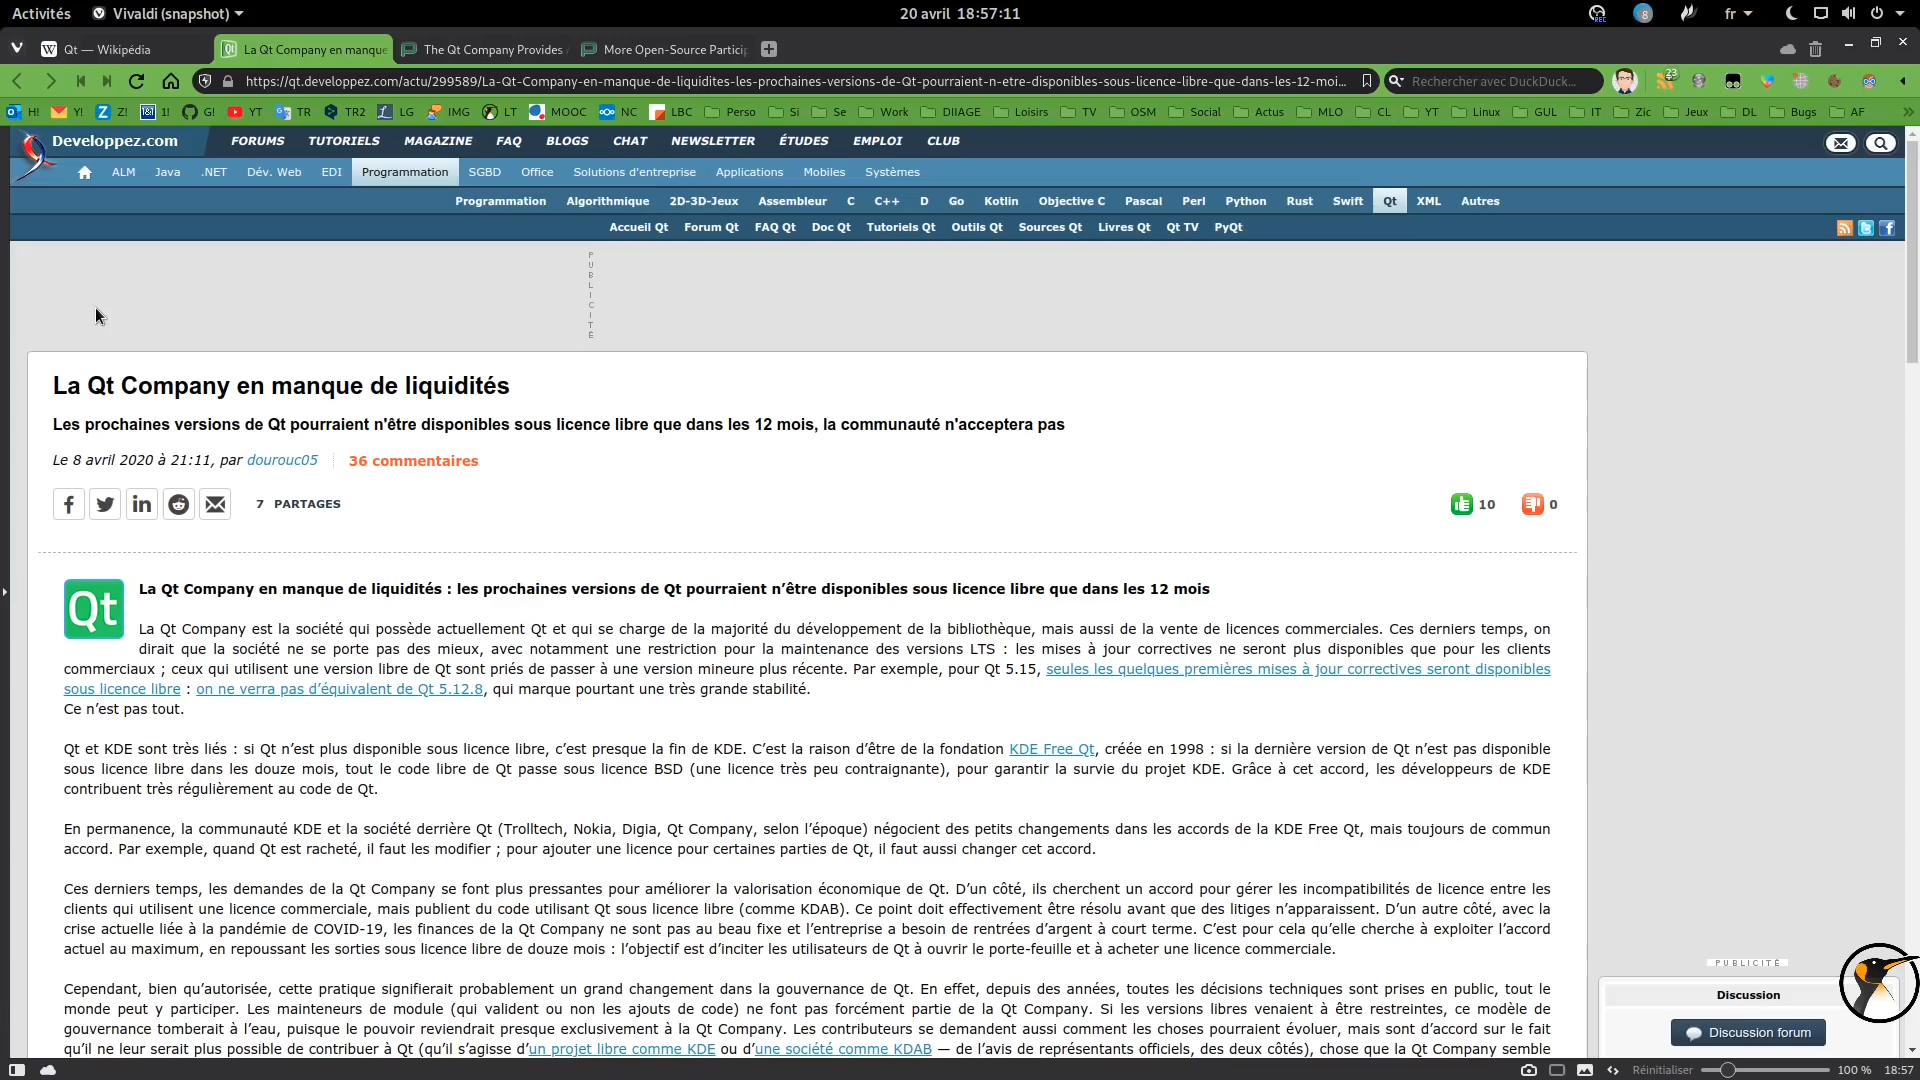 Activités Vivaldi (snapshot) 20 avril 18:57:11 REC 8 fr
W Qt — Wikipédia La Qt Company en manque The Qt Company Provides More Open-Source Particip
https://qt.developpez.com/actu/299589/La-Qt-Company-en-manque-de-liquidites-les-prochaines-versions-de-Qt-pourraient-n-etre-disponibles-sous-licence-libre-que-dans-les-12-moi... Rechercher avec DuckDuck... 23
H! Y! Z! 1! G! YT TR TR2 LG IMG LT MOOC NC LBC Perso Si Se Work DIIAGE Loisirs TV OSM Social Actus MLO CL YT Linux GUL IT Zic Jeux DL Bugs AF
Developpez.com FORUMS TUTORIELS MAGAZINE FAQ BLOGS CHAT NEWSLETTER ÉTUDES EMPLOI CLUB
ALM Java .NET Dév. Web EDI Programmation SGBD Office Solutions d'entreprise Applications Mobiles Systèmes
Programmation Algorithmique 2D-3D-Jeux Assembleur C C++ D Go Kotlin Objective C Pascal Perl Python Rust Swift Qt XML Autres
Accueil Qt Forum Qt FAQ Qt Doc Qt Tutoriels Qt Outils Qt Sources Qt Livres Qt Qt TV PyQt
PUBLICITÉ
La Qt Company en manque de liquidités
Les prochaines versions de Qt pourraient n'être disponibles sous licence libre que dans les 12 mois, la communauté n'acceptera pas
Le 8 avril 2020 à 21:11, par dourouc05 36 commentaires
7 PARTAGES 10 0
Qt
La Qt Company en manque de liquidités : les prochaines versions de Qt pourraient n’être disponibles sous licence libre que dans les 12 mois
La Qt Company est la société qui possède actuellement Qt et qui se charge de la majorité du développement de la bibliothèque, mais aussi de la vente de licences commerciales. Ces derniers temps, on
dirait que la société ne se porte pas des mieux, avec notamment une restriction pour la maintenance des versions LTS : les mises à jour correctives ne seront plus disponibles que pour les clients
commerciaux ; ceux qui utilisent une version libre de Qt sont priés de passer à une version mineure plus récente. Par exemple, pour Qt 5.15, seules les quelques premières mises à jour correctives seront disponibles
sous licence libre : on ne verra pas d’équivalent de Qt 5.12.8, qui marque pourtant une très grande stabilité.
Ce n’est pas tout.
Qt et KDE sont très liés : si Qt n’est plus disponible sous licence libre, c’est presque la fin de KDE. C’est la raison d’être de la fondation KDE Free Qt, créée en 1998 : si la dernière version de Qt n’est pas disponible
sous licence libre dans les douze mois, tout le code libre de Qt passe sous licence BSD (une licence très peu contraignante), pour garantir la survie du projet KDE. Grâce à cet accord, les développeurs de KDE
contribuent très régulièrement au code de Qt.
En permanence, la communauté KDE et la société derrière Qt (Trolltech, Nokia, Digia, Qt Company, selon l’époque) négocient des petits changements dans les accords de la KDE Free Qt, mais toujours de commun
accord. Par exemple, quand Qt est racheté, il faut les modifier ; pour ajouter une licence pour certaines parties de Qt, il faut aussi changer cet accord.
Ces derniers temps, les demandes de la Qt Company se font plus pressantes pour améliorer la valorisation économique de Qt. D’un côté, ils cherchent un accord pour gérer les incompatibilités de licence entre les
clients qui utilisent une licence commerciale, mais publient du code utilisant Qt sous licence libre (comme KDAB). Ce point doit effectivement être résolu avant que des litiges n’apparaissent. D’un autre côté, avec la
crise actuelle liée à la pandémie de COVID-19, les finances de la Qt Company ne sont pas au beau fixe et l’entreprise a besoin de rentrées d’argent à court terme. C’est pour cela qu’elle cherche à exploiter l’accord
actuel au maximum, en repoussant les sorties sous licence libre de douze mois : l’objectif est d’inciter les utilisateurs de Qt à ouvrir le porte-feuille et à acheter une licence commerciale.
Cependant, bien qu’autorisée, cette pratique signifierait probablement un grand changement dans la gouvernance de Qt. En effet, depuis des années, toutes les décisions techniques sont prises en public, tout le
monde peut y participer. Les mainteneurs de module (qui valident ou non les ajouts de code) ne font pas forcément partie de la Qt Company. Si les versions libres venaient à être restreintes, ce modèle de
gouvernance tomberait à l’eau, puisque le pouvoir reviendrait presque exclusivement à la Qt Company. Les contributeurs se demandent aussi comment les choses pourraient évoluer, mais sont d’accord sur le fait
qu’il ne leur serait plus possible de contribuer à Qt (qu’il s’agisse d’un projet libre comme KDE ou d’une société comme KDAB — de l’avis de représentants officiels, des deux côtés), chose que la Qt Company semble
PUBLICITÉ
Discussion
Discussion forum
Réinitialiser 100 % 18:57